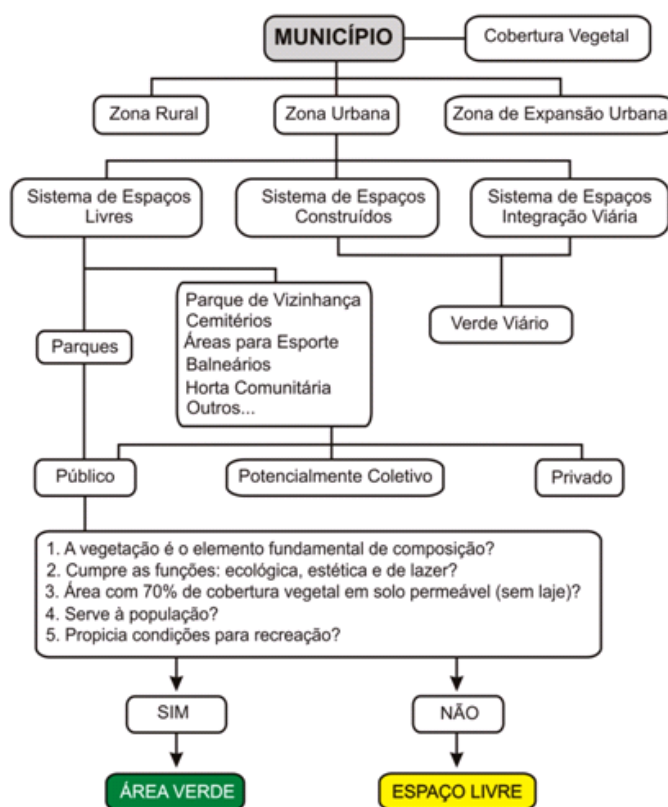 MUNICÍPIO
Cobertura Vegetal
Zona Rural
Zona Urbana
Zona de Expansão Urbana
Sistema de Espaços
Livres
Sistema de Espaços
Construídos
Sistema de Espaços
Integração Viária
Parques
Parque de Vizinhança
Cemitérios
Áreas para Esporte
Balneários
Horta Comunitária
Outros...
Verde Viário
Público
Potencialmente Coletivo
Privado
1. A vegetação é o elemento fundamental de composição?
2. Cumpre as funções: ecológica, estética e de lazer?
3. Área com 70% de cobertura vegetal em solo permeável (sem laje)?
4. Serve à população?
5. Propicia condições para recreação?
SIM
NÃO
ÁREA VERDE
ESPAÇO LIVRE